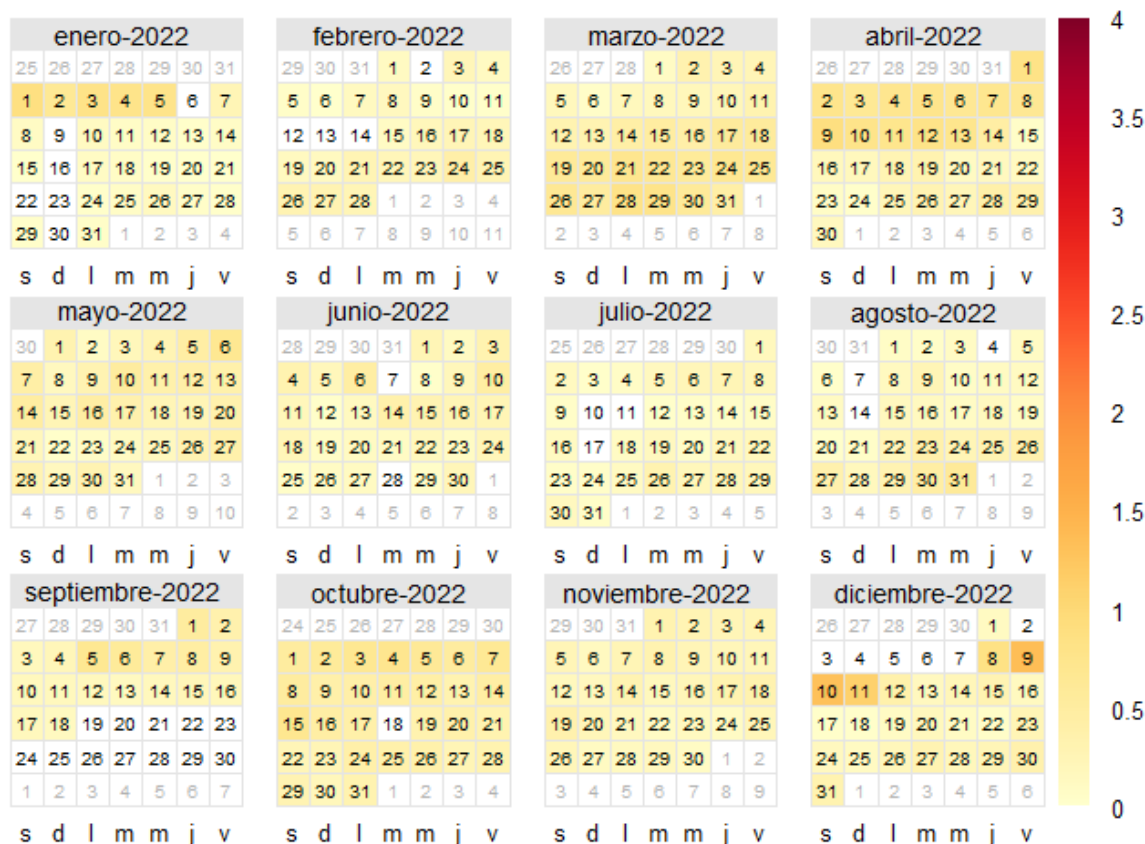 enero-2022
25 26 27 28 29 30 31
1 2 3 4 5 6 7
8 9 10 11 12 13 14
15 16 17 18 19 20 21
22 23 24 25 26 27 28
29 30 31 1 2 3 4
s d l m m j v
febrero-2022
29 30 31 1 2 3 4
5 6 7 8 9 10 11
12 13 14 15 16 17 18
19 20 21 22 23 24 25
26 27 28 1 2 3 4
5 6 7 8 9 10 11
s d l m m j v
marzo-2022
26 27 28 1 2 3 4
5 6 7 8 9 10 11
12 13 14 15 16 17 18
19 20 21 22 23 24 25
26 27 28 29 30 31 1
2 3 4 5 6 7 8
s d l m m j v
abril-2022
26 27 28 29 30 31 1
2 3 4 5 6 7 8
9 10 11 12 13 14 15
16 17 18 19 20 21 22
23 24 25 26 27 28 29
30 1 2 3 4 5 6
s d l m m j v
mayo-2022
30 1 2 3 4 5 6
7 8 9 10 11 12 13
14 15 16 17 18 19 20
21 22 23 24 25 26 27
28 29 30 31 1 2 3
4 5 6 7 8 9 10
s d l m m j v
junio-2022
28 29 30 31 1 2 3
4 5 6 7 8 9 10
11 12 13 14 15 16 17
18 19 20 21 22 23 24
25 26 27 28 29 30 1
2 3 4 5 6 7 8
s d l m m j v
julio-2022
25 26 27 28 29 30 1
2 3 4 5 6 7 8
9 10 11 12 13 14 15
16 17 18 19 20 21 22
23 24 25 26 27 28 29
30 31 1 2 3 4 5
s d l m m j v
agosto-2022
30 31 1 2 3 4 5
6 7 8 9 10 11 12
13 14 15 16 17 18 19
20 21 22 23 24 25 26
27 28 29 30 31 1 2
3 4 5 6 7 8 9
s d l m m j v
septiembre-2022
27 28 29 30 31 1 2
3 4 5 6 7 8 9
10 11 12 13 14 15 16
17 18 19 20 21 22 23
24 25 26 27 28 29 30
1 2 3 4 5 6 7
s d l m m j v
octubre-2022
24 25 26 27 28 29 30
1 2 3 4 5 6 7
8 9 10 11 12 13 14
15 16 17 18 19 20 21
22 23 24 25 26 27 28
29 30 31 1 2 3 4
s d l m m j v
noviembre-2022
29 30 31 1 2 3 4
5 6 7 8 9 10 11
12 13 14 15 16 17 18
19 20 21 22 23 24 25
26 27 28 29 30 1 2
3 4 5 6 7 8 9
s d l m m j v
diciembre-2022
26 27 28 29 30 1 2
3 4 5 6 7 8 9
10 11 12 13 14 15 16
17 18 19 20 21 22 23
24 25 26 27 28 29 30
31 1 2 3 4 5 6
s d l m m j v
4
3.5
3
2.5
2
1.5
1
0.5
0